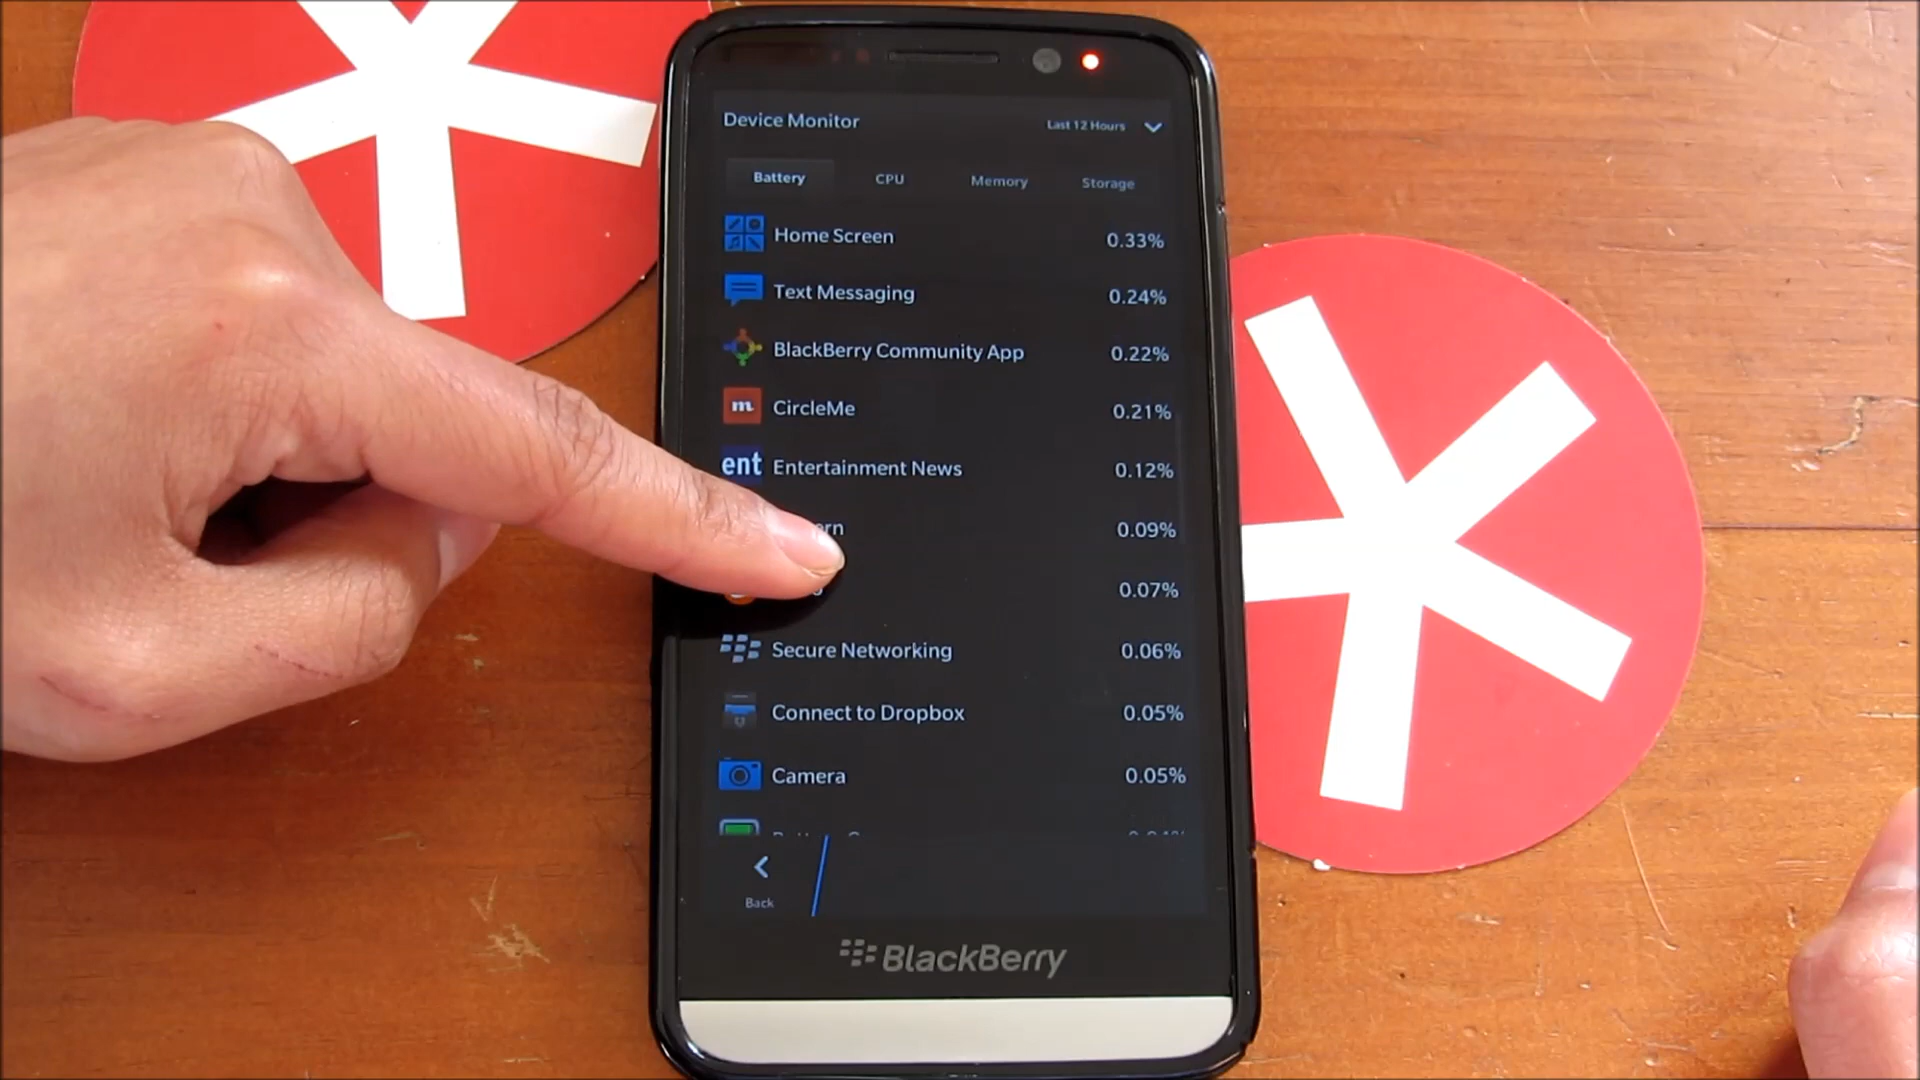 Device Monitor
Last 12 Hours
Battery CPU Memory Storage
Home Screen 0.33%
Text Messaging 0.24%
BlackBerry Community App 0.22%
m CircleMe 0.21%
ent Entertainment News 0.12%
0.09%
0.07%
Secure Networking 0.06%
Connect to Dropbox 0.05%
Camera 0.05%
Back
BlackBerry